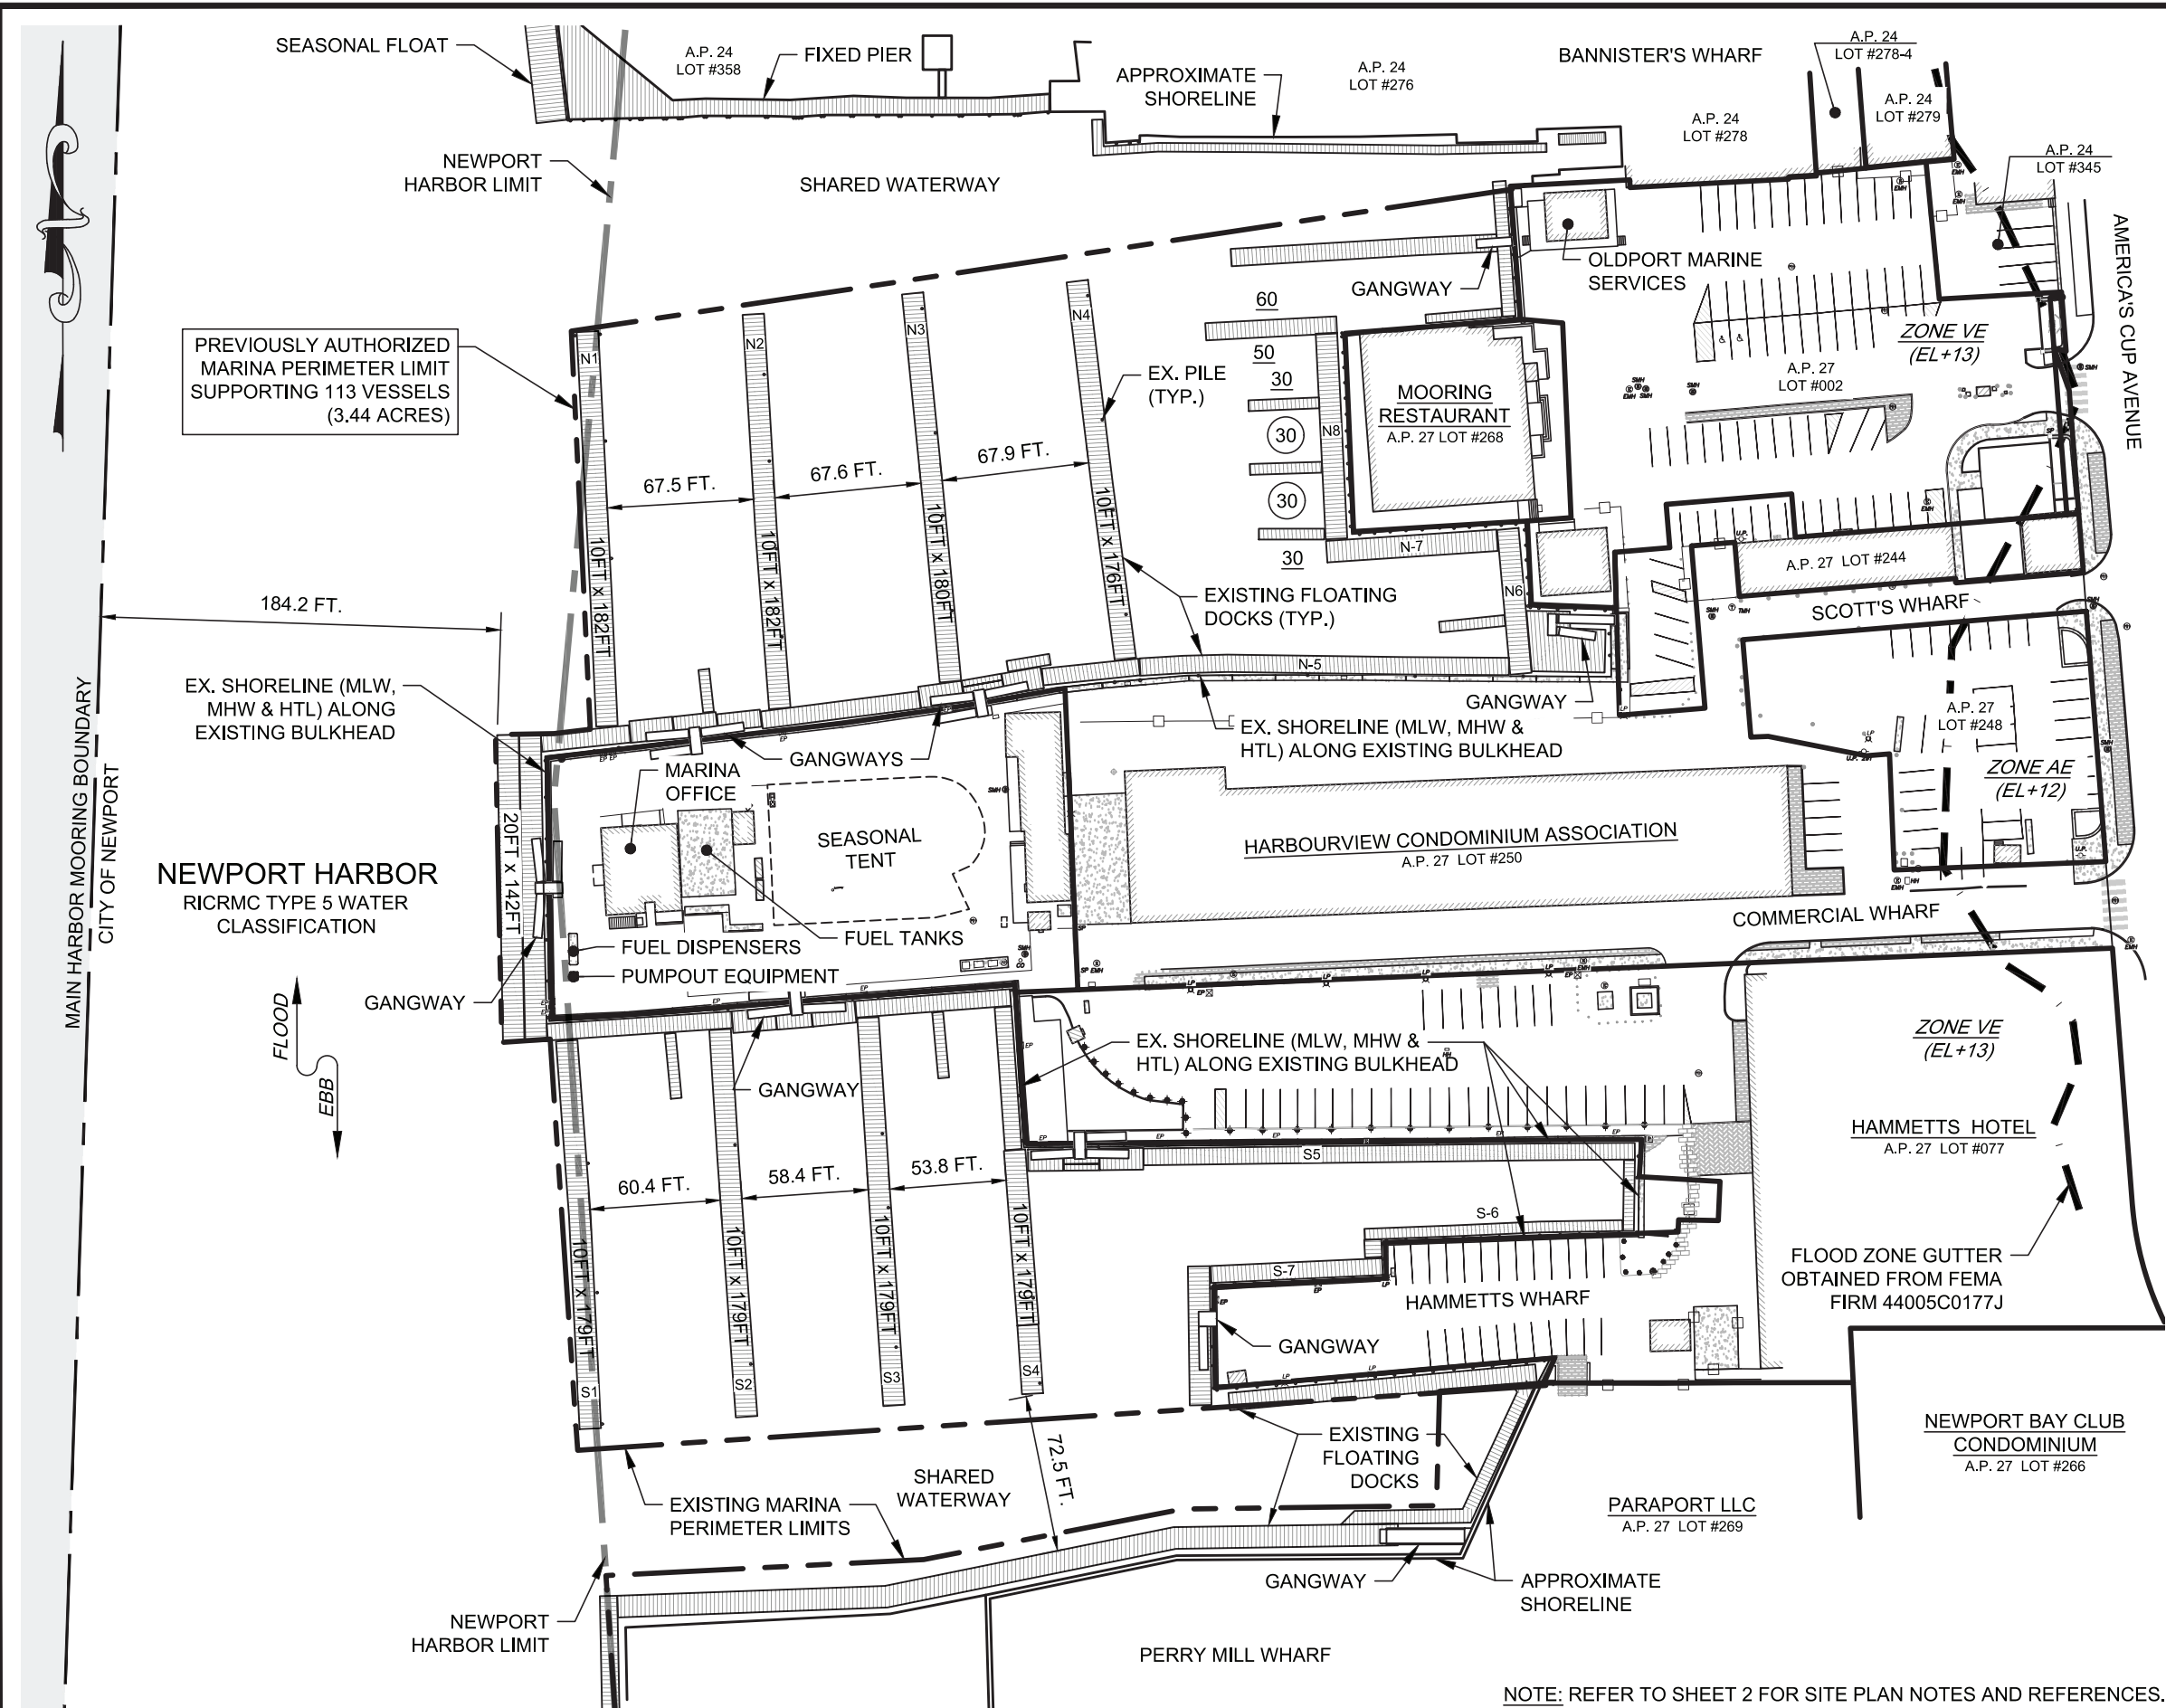 SEASONAL FLOAT
A.P. 24
LOT #358
FIXED PIER
APPROXIMATE
SHORELINE
A.P. 24
LOT #276
BANNISTER'S WHARF
A.P. 24
LOT #278-4
A.P. 24
LOT #279
A.P. 24
LOT #278
A.P. 24
LOT #345
NEWPORT
HARBOR LIMIT
SHARED WATERWAY
AMERICA'S CUP AVENUE
OLDPORT MARINE
SERVICES
GANGWAY
PREVIOUSLY AUTHORIZED
MARINA PERIMETER LIMIT
SUPPORTING 113 VESSELS
(3.44 ACRES)
N1
N2
N3
N4
60
50
30
30
30
30
N8
EX. PILE
(TYP.)
MOORING
RESTAURANT
A.P. 27 LOT #268
ZONE VE
(EL+13)
A.P. 27
LOT #002
67.5 FT.
67.6 FT.
67.9 FT.
10FT x 182FT
10FT x 182FT
10FT x 180FT
10FT x 176FT
N-7
N6
A.P. 27 LOT #244
SCOTT'S WHARF
EXISTING FLOATING
DOCKS (TYP.)
184.2 FT.
N-5
GANGWAY
EX. SHORELINE (MLW,
MHW & HTL) ALONG
EXISTING BULKHEAD
EX. SHORELINE (MLW, MHW &
HTL) ALONG EXISTING BULKHEAD
A.P. 27
LOT #248
ZONE AE
(EL+12)
MAIN HARBOR MOORING BOUNDARY
CITY OF NEWPORT
GANGWAYS
MARINA
OFFICE
SEASONAL
TENT
20FT x 142FT
HARBOURVIEW CONDOMINIUM ASSOCIATION
A.P. 27 LOT #250
NEWPORT HARBOR
RICRMC TYPE 5 WATER
CLASSIFICATION
FUEL DISPENSERS
FUEL TANKS
PUMPOUT EQUIPMENT
COMMERCIAL WHARF
GANGWAY
FLOOD
EBB
GANGWAY
EX. SHORELINE (MLW, MHW &
HTL) ALONG EXISTING BULKHEAD
ZONE VE
(EL+13)
HAMMETTS HOTEL
A.P. 27 LOT #077
60.4 FT.
58.4 FT.
53.8 FT.
S5
10FT x 179FT
10FT x 179FT
10FT x 179FT
10FT x 179FT
S-6
S-7
HAMMETTS WHARF
GANGWAY
FLOOD ZONE GUTTER
OBTAINED FROM FEMA
FIRM 44005C0177J
S1
S2
S3
S4
72.5 FT.
EXISTING
FLOATING
DOCKS
NEWPORT BAY CLUB
CONDOMINIUM
A.P. 27 LOT #266
SHARED
WATERWAY
EXISTING MARINA
PERIMETER LIMITS
PARAPORT LLC
A.P. 27 LOT #269
GANGWAY
APPROXIMATE
SHORELINE
NEWPORT
HARBOR LIMIT
PERRY MILL WHARF
NOTE: REFER TO SHEET 2 FOR SITE PLAN NOTES AND REFERENCES.